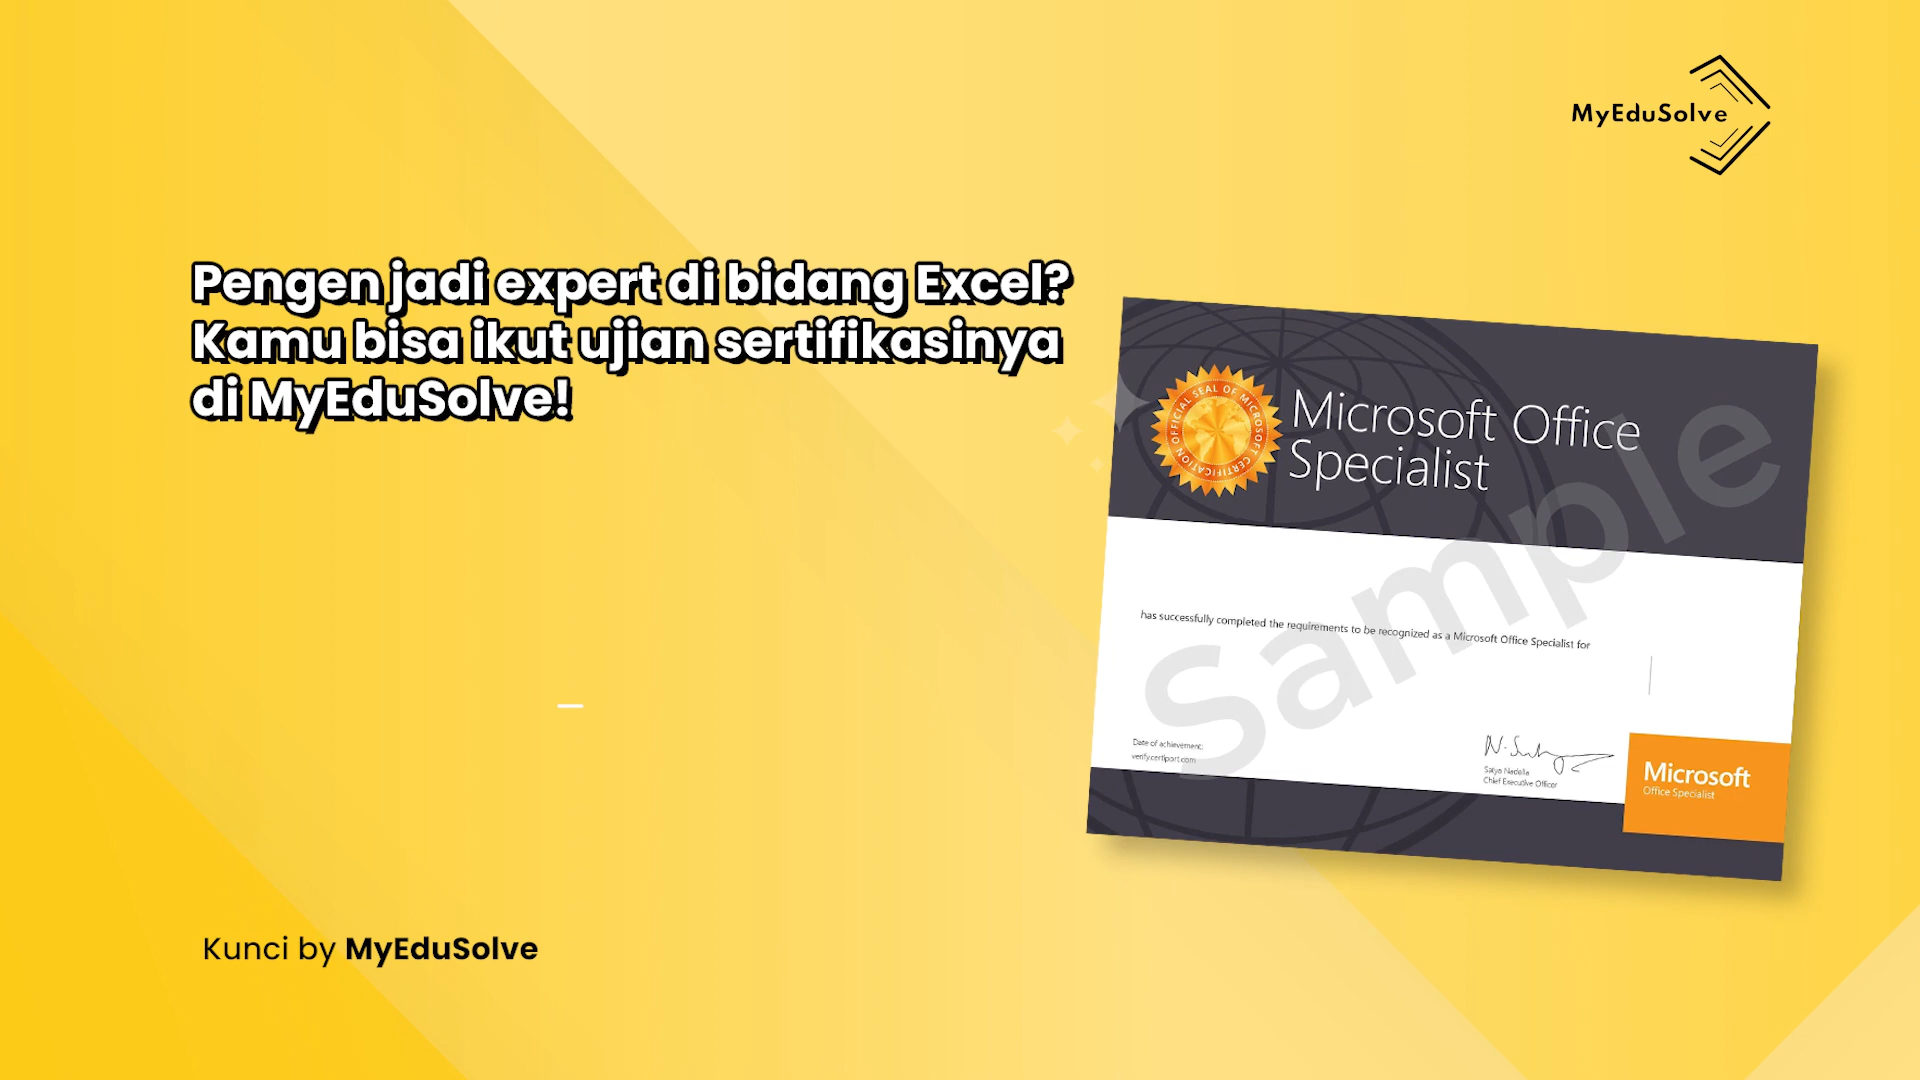 MyEduSolve
Pengen jadi expert di bidang Excel?
Kamu bisa ikut ujian sertifikasinya
di MyEduSolve!
OFFICIAL SEAL OF MICROSOFT CERTIFICATION
Microsoft Office
Specialist
Sample
has successfully completed the requirements to be recognized as a Microsoft Office Specialist for
Date of achievement:
verify.certiport.com
Satya Nadella
Chief Executive Officer
Microsoft
Office Specialist
Kunci by MyEduSolve